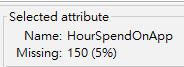 Selected attribute
Name: HourSpendOnApp
Missing: 150 (5%)